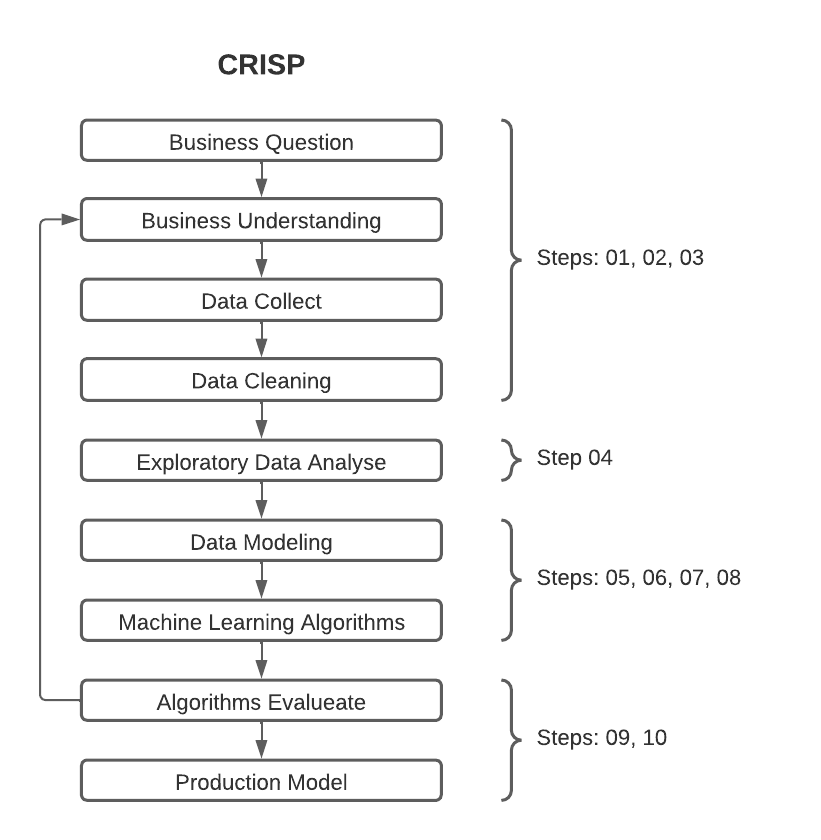 CRISP
Business Question
Business Understanding
Data Collect
Data Cleaning
Steps: 01, 02, 03
Exploratory Data Analyse
Step 04
Data Modeling
Machine Learning Algorithms
Steps: 05, 06, 07, 08
Algorithms Evalueate
Production Model
Steps: 09, 10